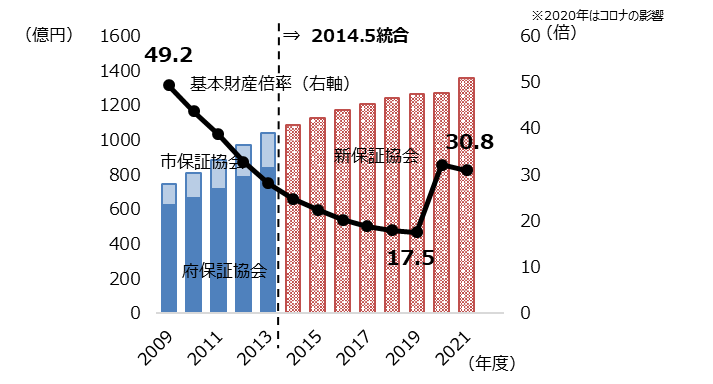 ※2020年はコロナの影響
（億円）
（倍）
⇒ 2014.5統合
49.2
基本財産倍率（右軸）
市保証協会
新保証協会
30.8
17.5
府保証協会
1600
1400
1200
1000
800
600
400
200
0
60
50
40
30
20
10
0
2009
2011
2013
2015
2017
2019
2021
（年度）